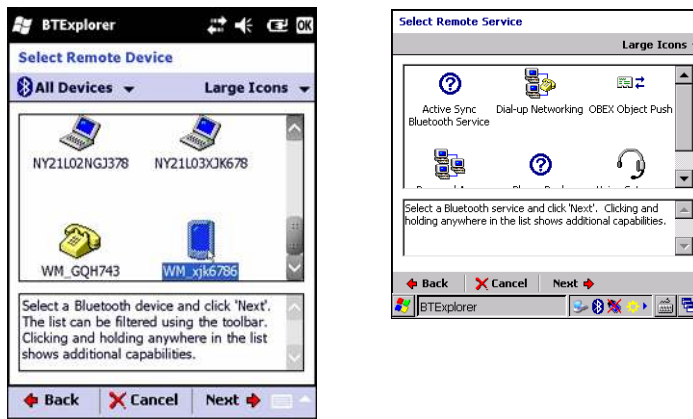 BTExplorer OK
Select Remote Device
All Devices Large Icons
NY21L02NGJ378 NY21L03XJK678
WM_GQH743 WM_xjk6786
Select a Bluetooth device and click 'Next'.
The list can be filtered using the toolbar.
Clicking and holding anywhere in the list
shows additional capabilities.
Back Cancel Next
Select Remote Service
Large Icons
Active Sync Dial-up Networking OBEX Object Push
Bluetooth Service
Select a Bluetooth service and click 'Next'. Clicking and
holding anywhere in the list shows additional capabilities.
Back Cancel Next
BTExplorer